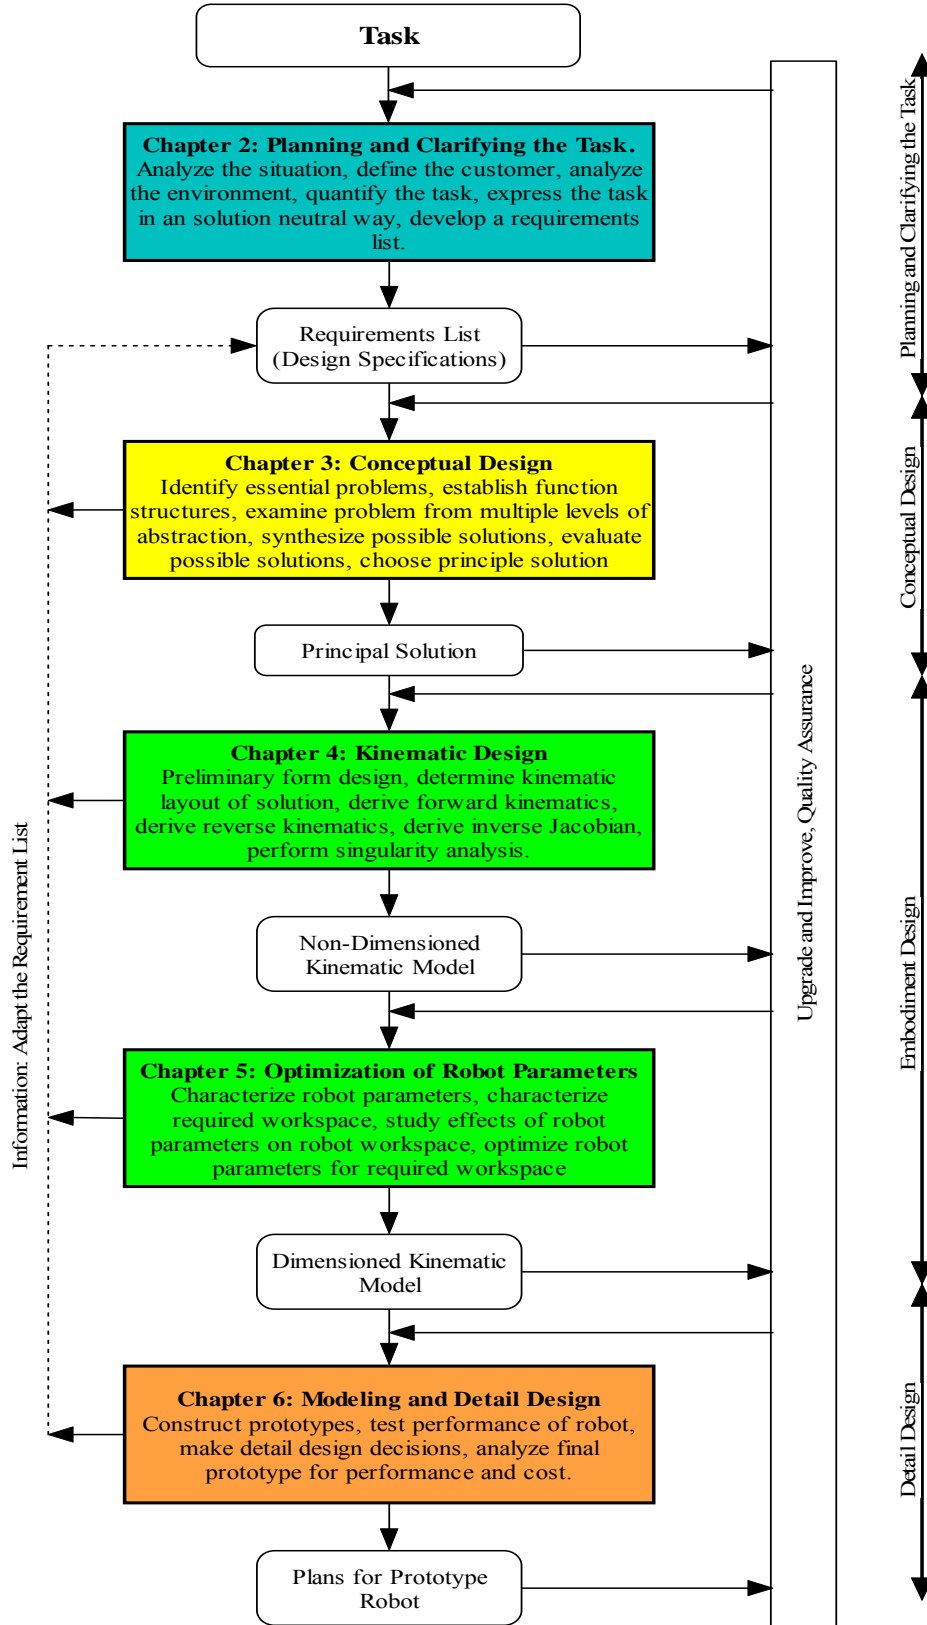 Task
Chapter 2: Planning and Clarifying the Task.
Analyze the situation, define the customer, analyze
the environment, quantify the task, express the task
in an solution neutral way, develop a requirements
list.
Requirements List
(Design Specifications)
Chapter 3: Conceptual Design
Identify essential problems, establish function
structures, examine problem from multiple levels of
abstraction, synthesize possible solutions, evaluate
possible solutions, choose principle solution
Principal Solution
Chapter 4: Kinematic Design
Preliminary form design, determine kinematic
layout of solution, derive forward kinematics,
derive reverse kinematics, derive inverse Jacobian,
perform singularity analysis.
Non-Dimensioned
Kinematic Model
Chapter 5: Optimization of Robot Parameters
Characterize robot parameters, characterize
required workspace, study effects of robot
parameters on robot workspace, optimize robot
parameters for required workspace
Dimensioned Kinematic
Model
Chapter 6: Modeling and Detail Design
Construct prototypes, test performance of robot,
make detail design decisions, analyze final
prototype for performance and cost.
Plans for Prototype
Robot
Information: Adapt the Requirement List
Upgrade and Improve, Quality Assurance
Planning and Clarifying the Task
Conceptual Design
Embodiment Design
Detail Design